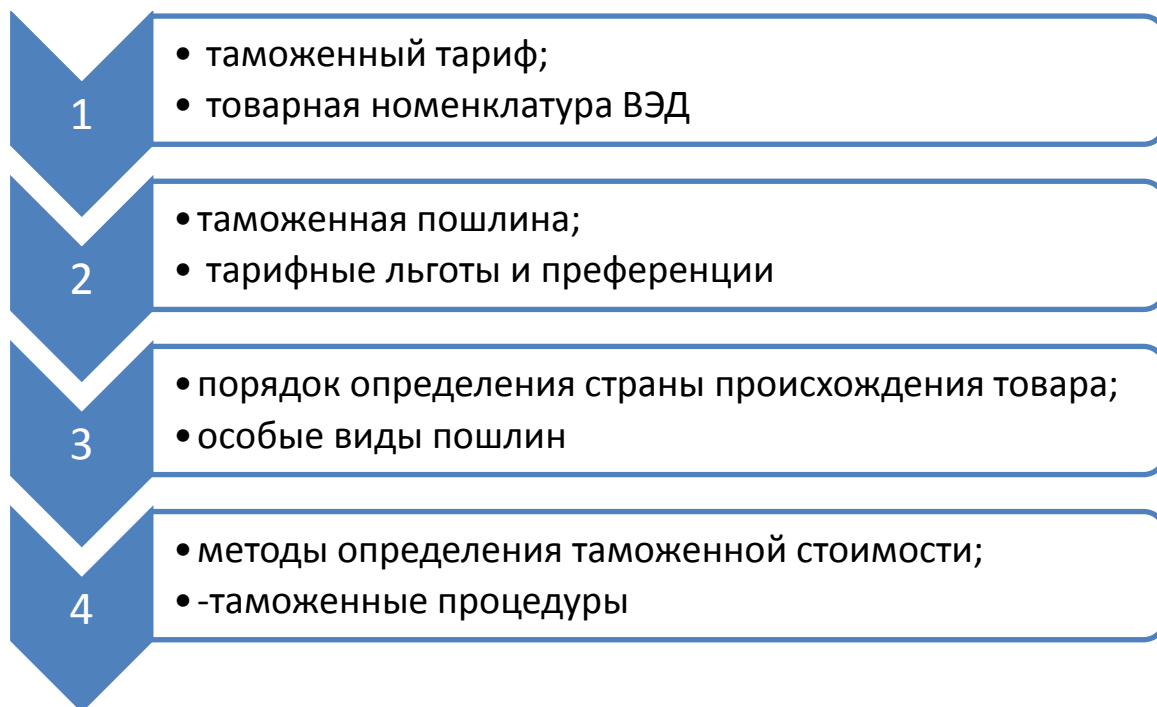 1
• таможенный тариф;
• товарная номенклатура ВЭД
2
• таможенная пошлина;
• тарифные льготы и преференции
3
• порядок определения страны происхождения товара;
• особые виды пошлин
4
• методы определения таможенной стоимости;
• -таможенные процедуры